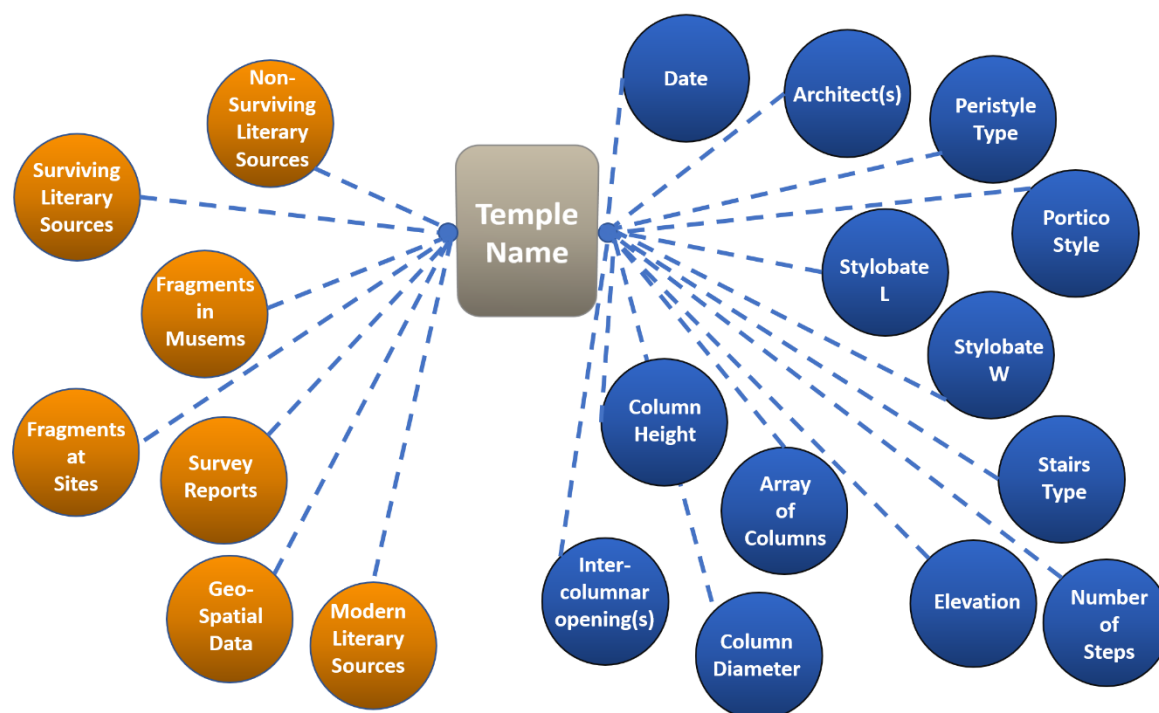 Non-
Surviving
Literary
Sources
Surviving
Literary
Sources
Fragments
in
Musems
Fragments
at
Sites
Survey
Reports
Geo-
Spatial
Data
Modern
Literary
Sources
Temple
Name
Date
Architect(s)
Peristyle
Type
Portico
Style
Stylobate
L
Stylobate
W
Column
Height
Array
of
Columns
Stairs
Type
Inter-
columnar
opening(s)
Column
Diameter
Elevation
Number
of
Steps